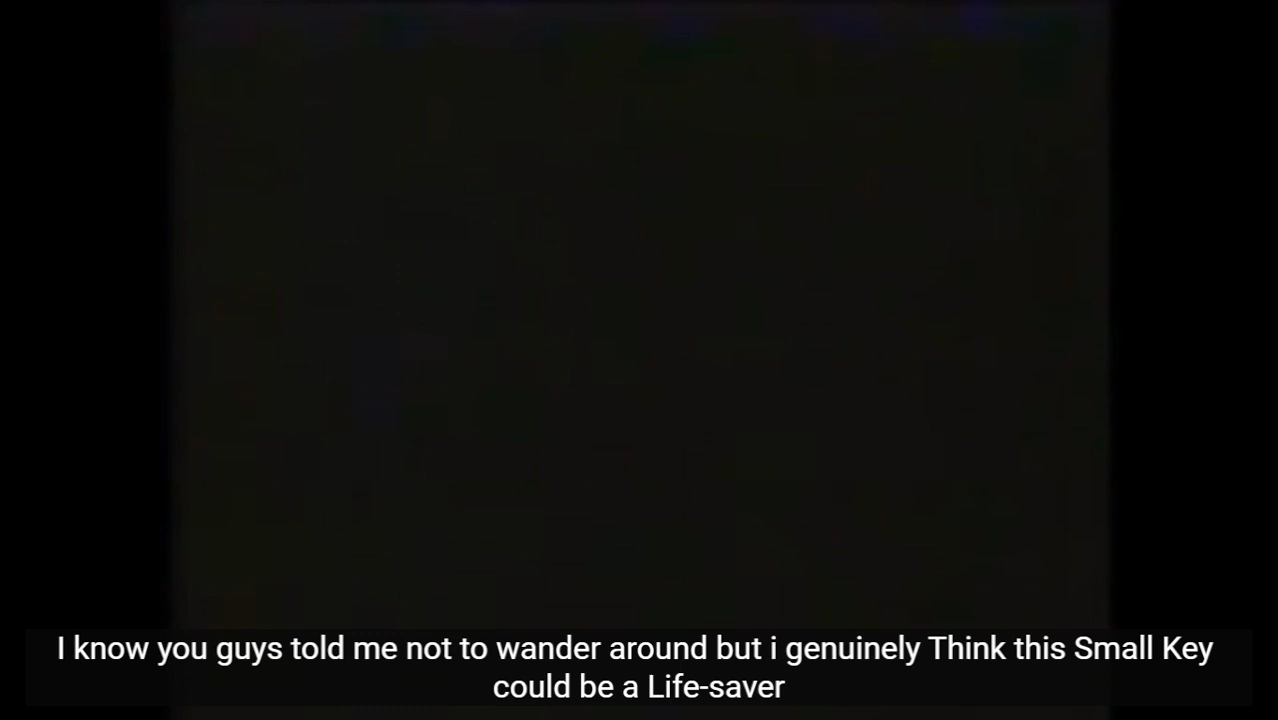 I know you guys told me not to wander around but i genuinely Think this Small Key
could be a Life-saver